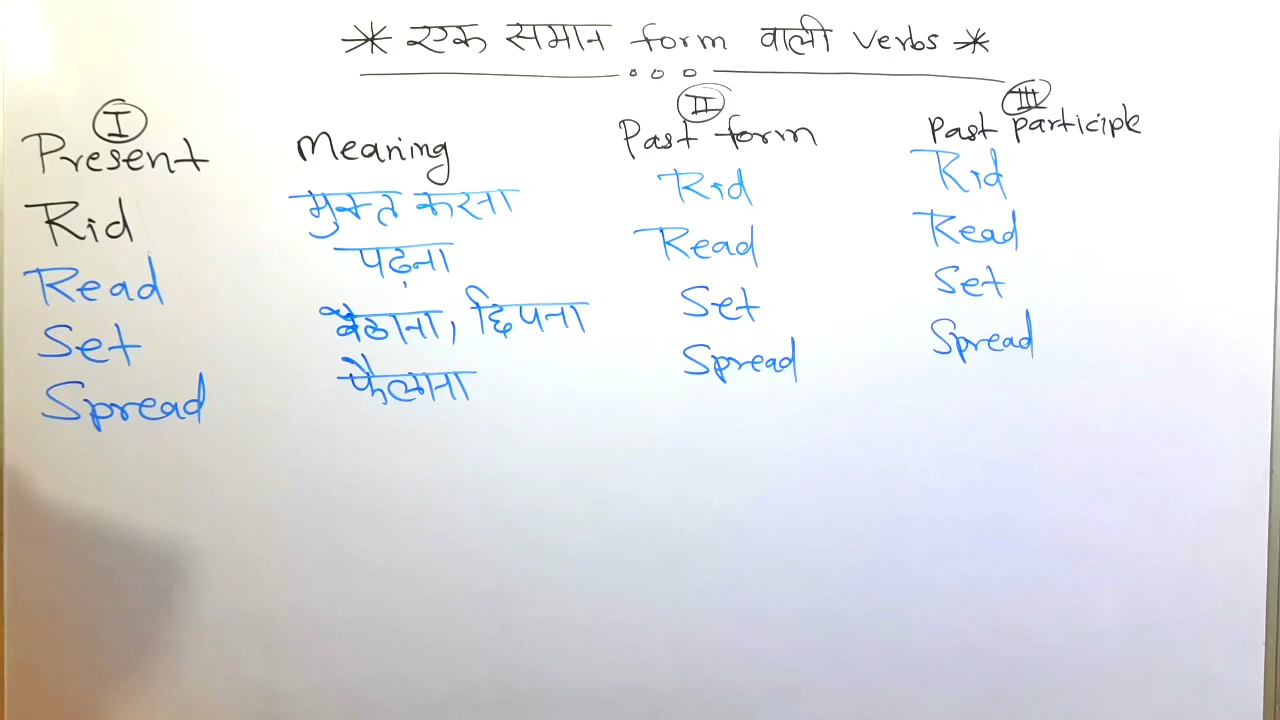 * एक समान form वाली verbs *
I II III
Present Meaning Past form Past participle
Rid मुक्त करना Rid Rid
Read पढ़ना Read Read
Set बैठाना, छिपना Set Set
Spread फैलाना Spread Spread